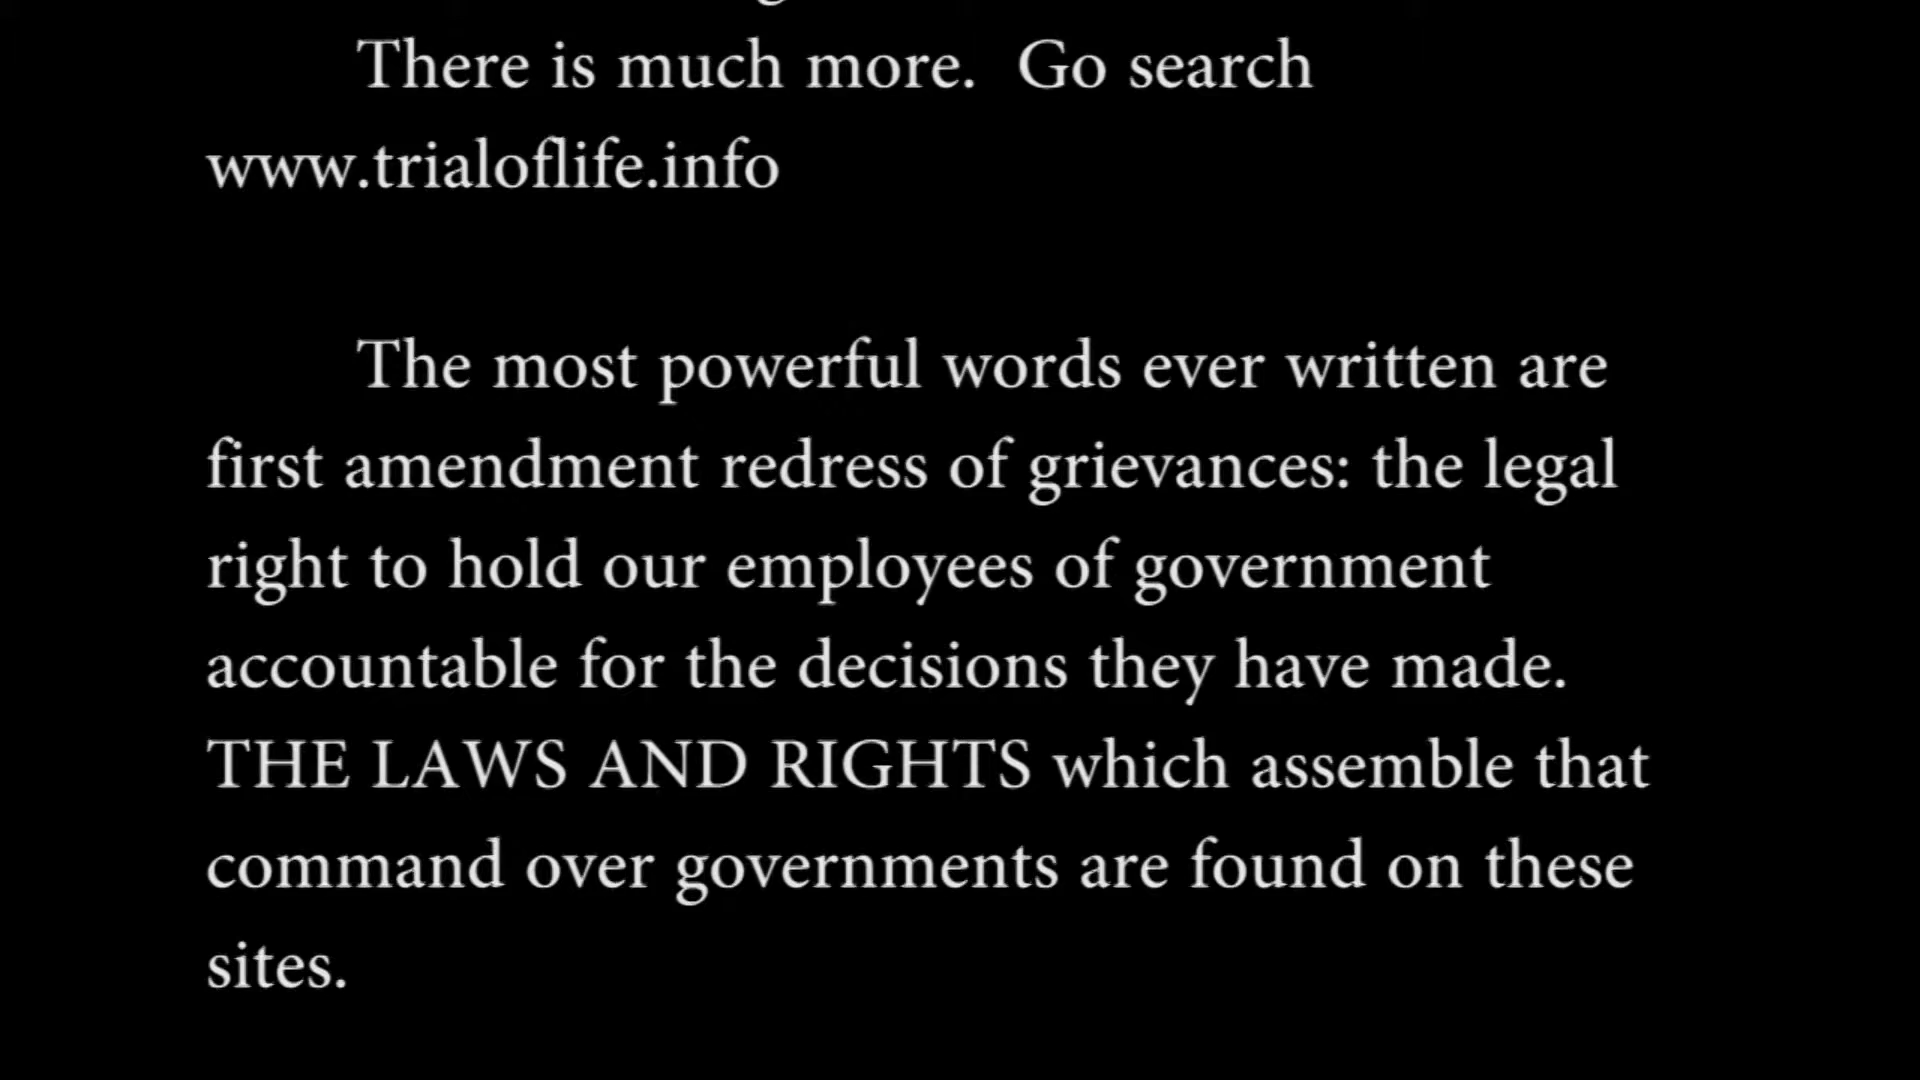 There is much more.  Go search
www.trialoflife.info
The most powerful words ever written are
first amendment redress of grievances: the legal
right to hold our employees of government
accountable for the decisions they have made.
THE LAWS AND RIGHTS which assemble that
command over governments are found on these
sites.